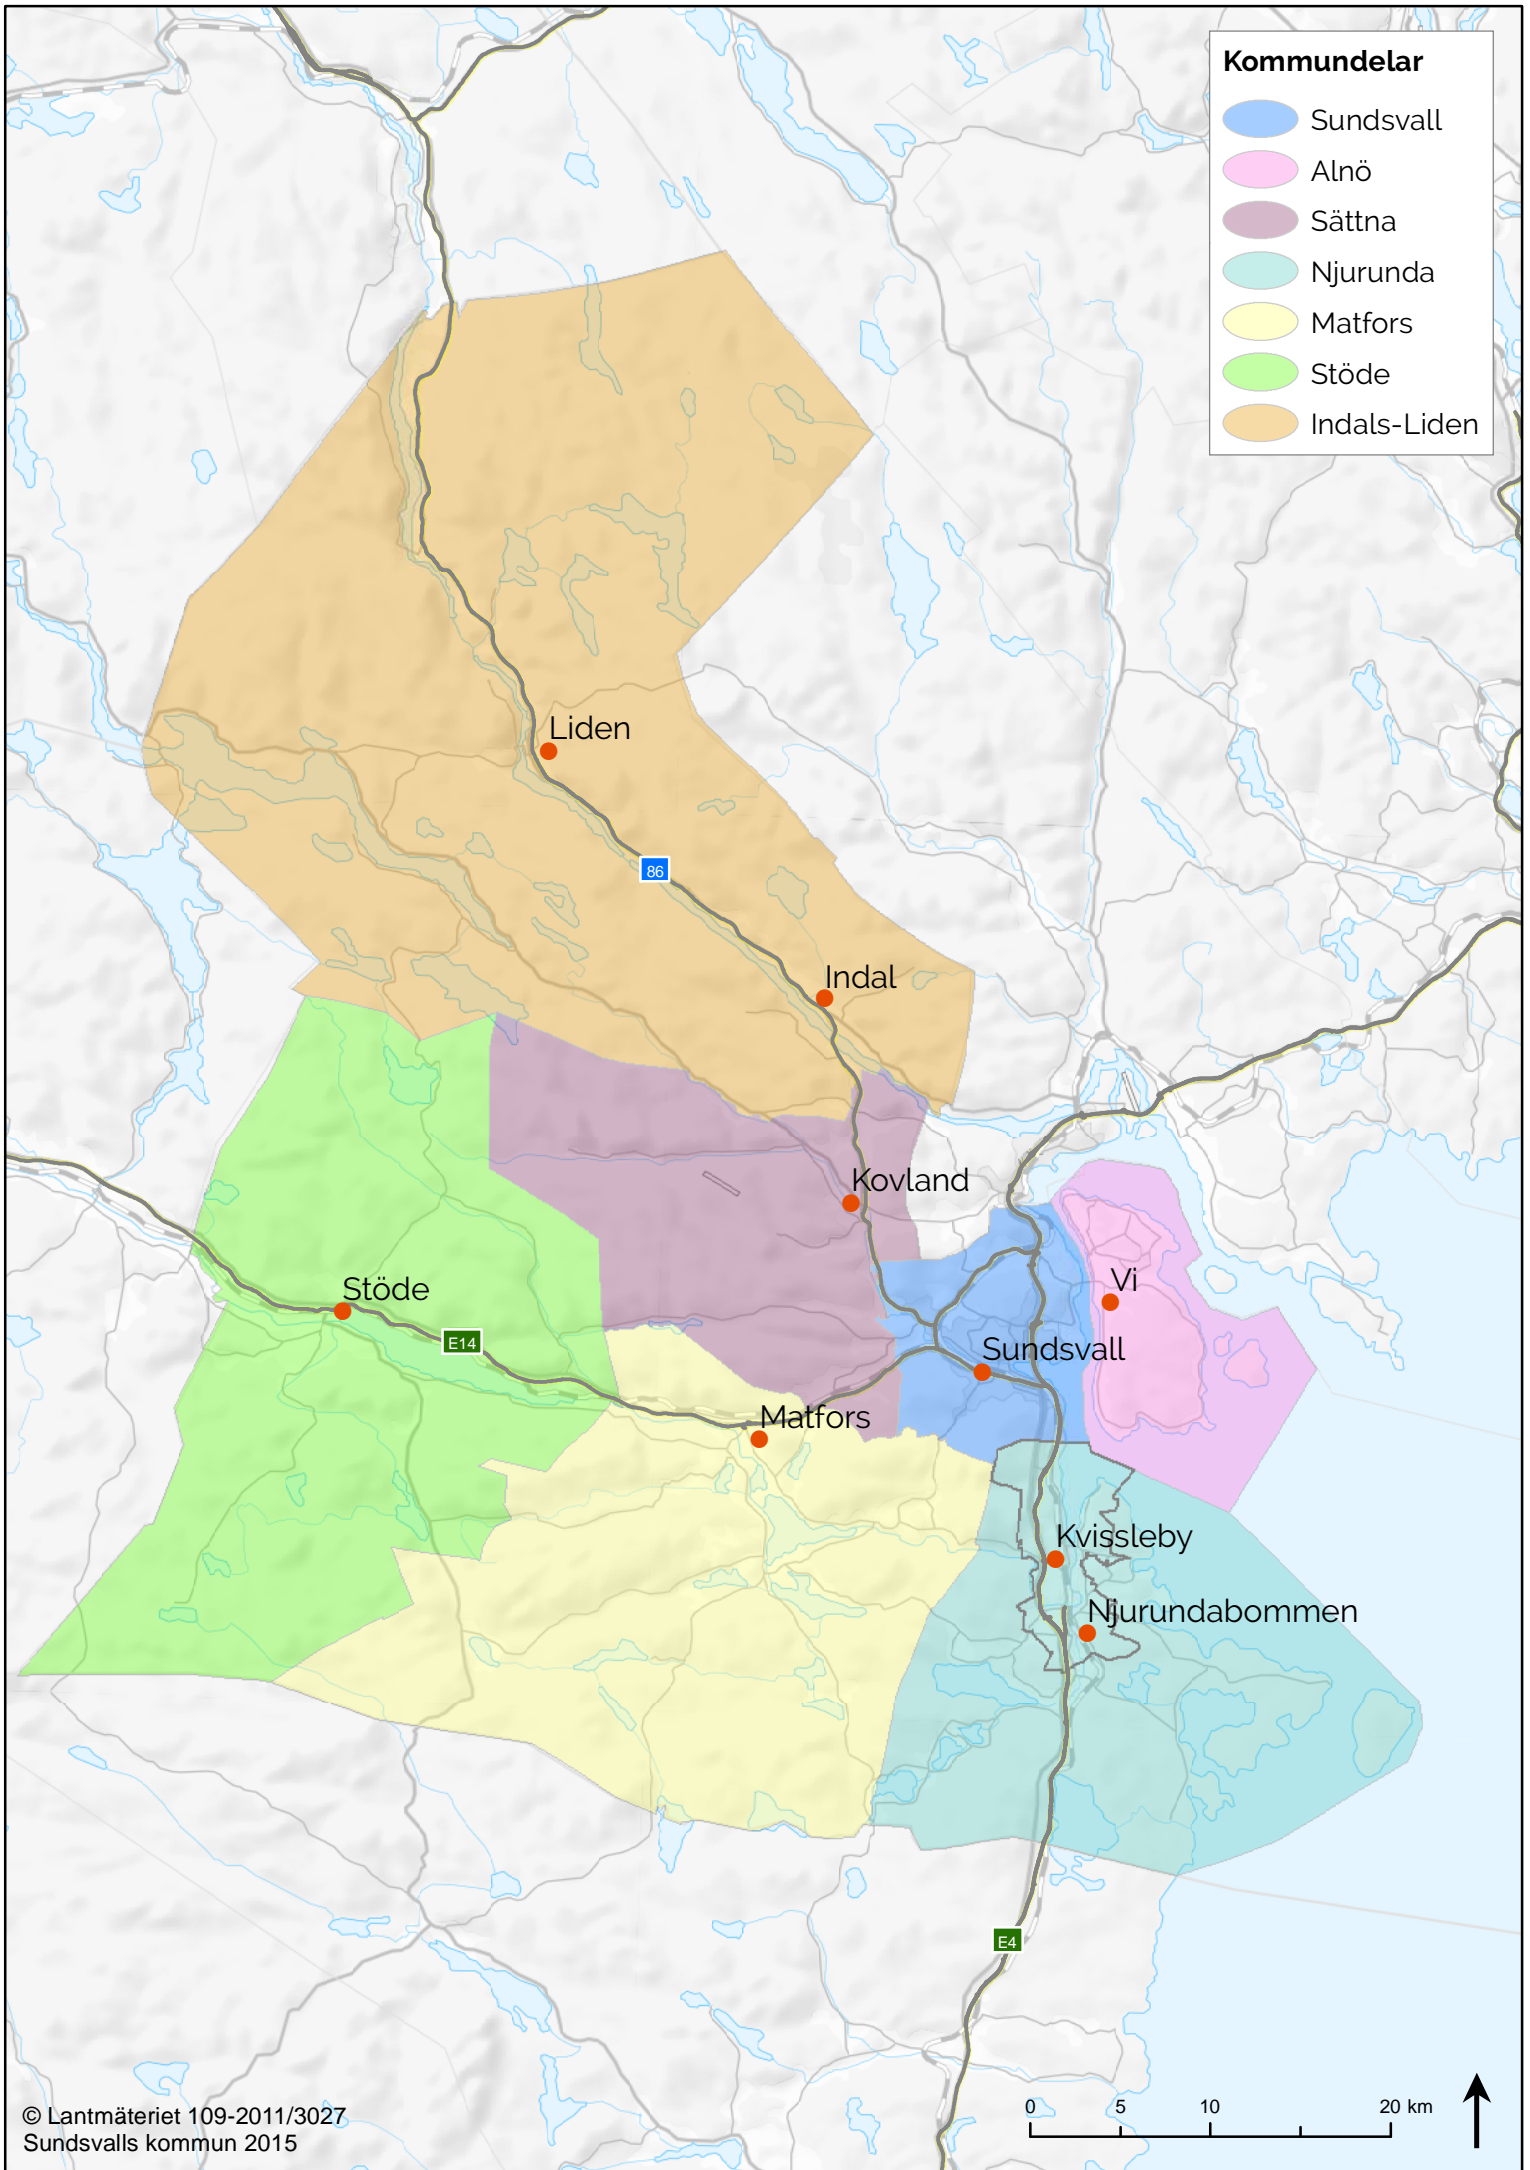 Kommundelar
Sundsvall
Alnö
Sättna
Njurunda
Matfors
Stöde
Indals-Liden
Liden
86
Indal
Kovland
Vi
Stöde
E14
Sundsvall
Matfors
Kvissleby
Njurundabommen
E4
0 5 10 20 km
© Lantmäteriet 109-2011/3027
Sundsvalls kommun 2015